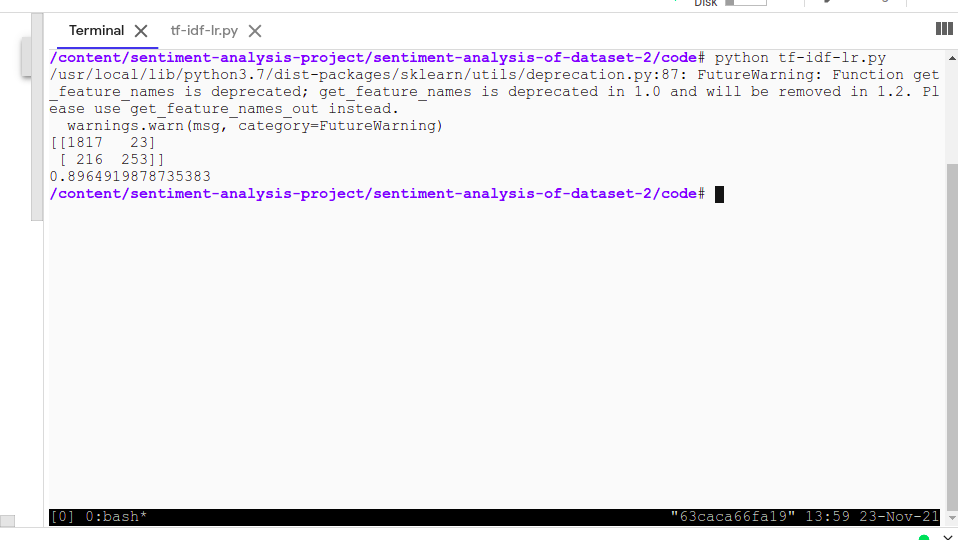 Disk
Terminal tf-idf-lr.py
/content/sentiment-analysis-project/sentiment-analysis-of-dataset-2/code# python tf-idf-lr.py
/usr/local/lib/python3.7/dist-packages/sklearn/utils/deprecation.py:87: FutureWarning: Function get
_feature_names is deprecated; get_feature_names is deprecated in 1.0 and will be removed in 1.2. Pl
ease use get_feature_names_out instead.
  warnings.warn(msg, category=FutureWarning)
[[1817   23]
 [ 216  253]]
0.8964919878735383
/content/sentiment-analysis-project/sentiment-analysis-of-dataset-2/code#
[0] 0:bash* "63caca66fa19" 13:59 23-Nov-21